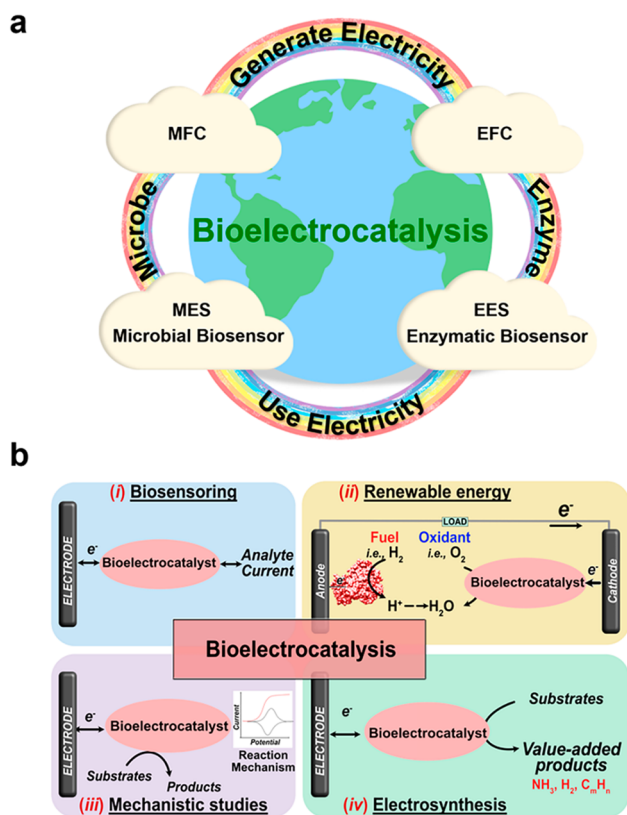 a
Generate Electricity
MFC
EFC
Microbe
Enzyme
Bioelectrocatalysis
MES
Microbial Biosensor
EES
Enzymatic Biosensor
Use Electricity
b
(i) Biosensoring
ELECTRODE
e-
Bioelectrocatalyst
Analyte
Current
(ii) Renewable energy
LOAD
e-
Anode
Fuel
i.e., H2
Oxidant
i.e., O2
e-
H+
H2O
Bioelectrocatalyst
e-
Cathode
Bioelectrocatalysis
ELECTRODE
e-
Bioelectrocatalyst
Substrates
Products
Current
Potential
Reaction
Mechanism
(iii) Mechanistic studies
ELECTRODE
e-
Bioelectrocatalyst
Substrates
Value-added
products
NH3, H2, CmHn
(iv) Electrosynthesis